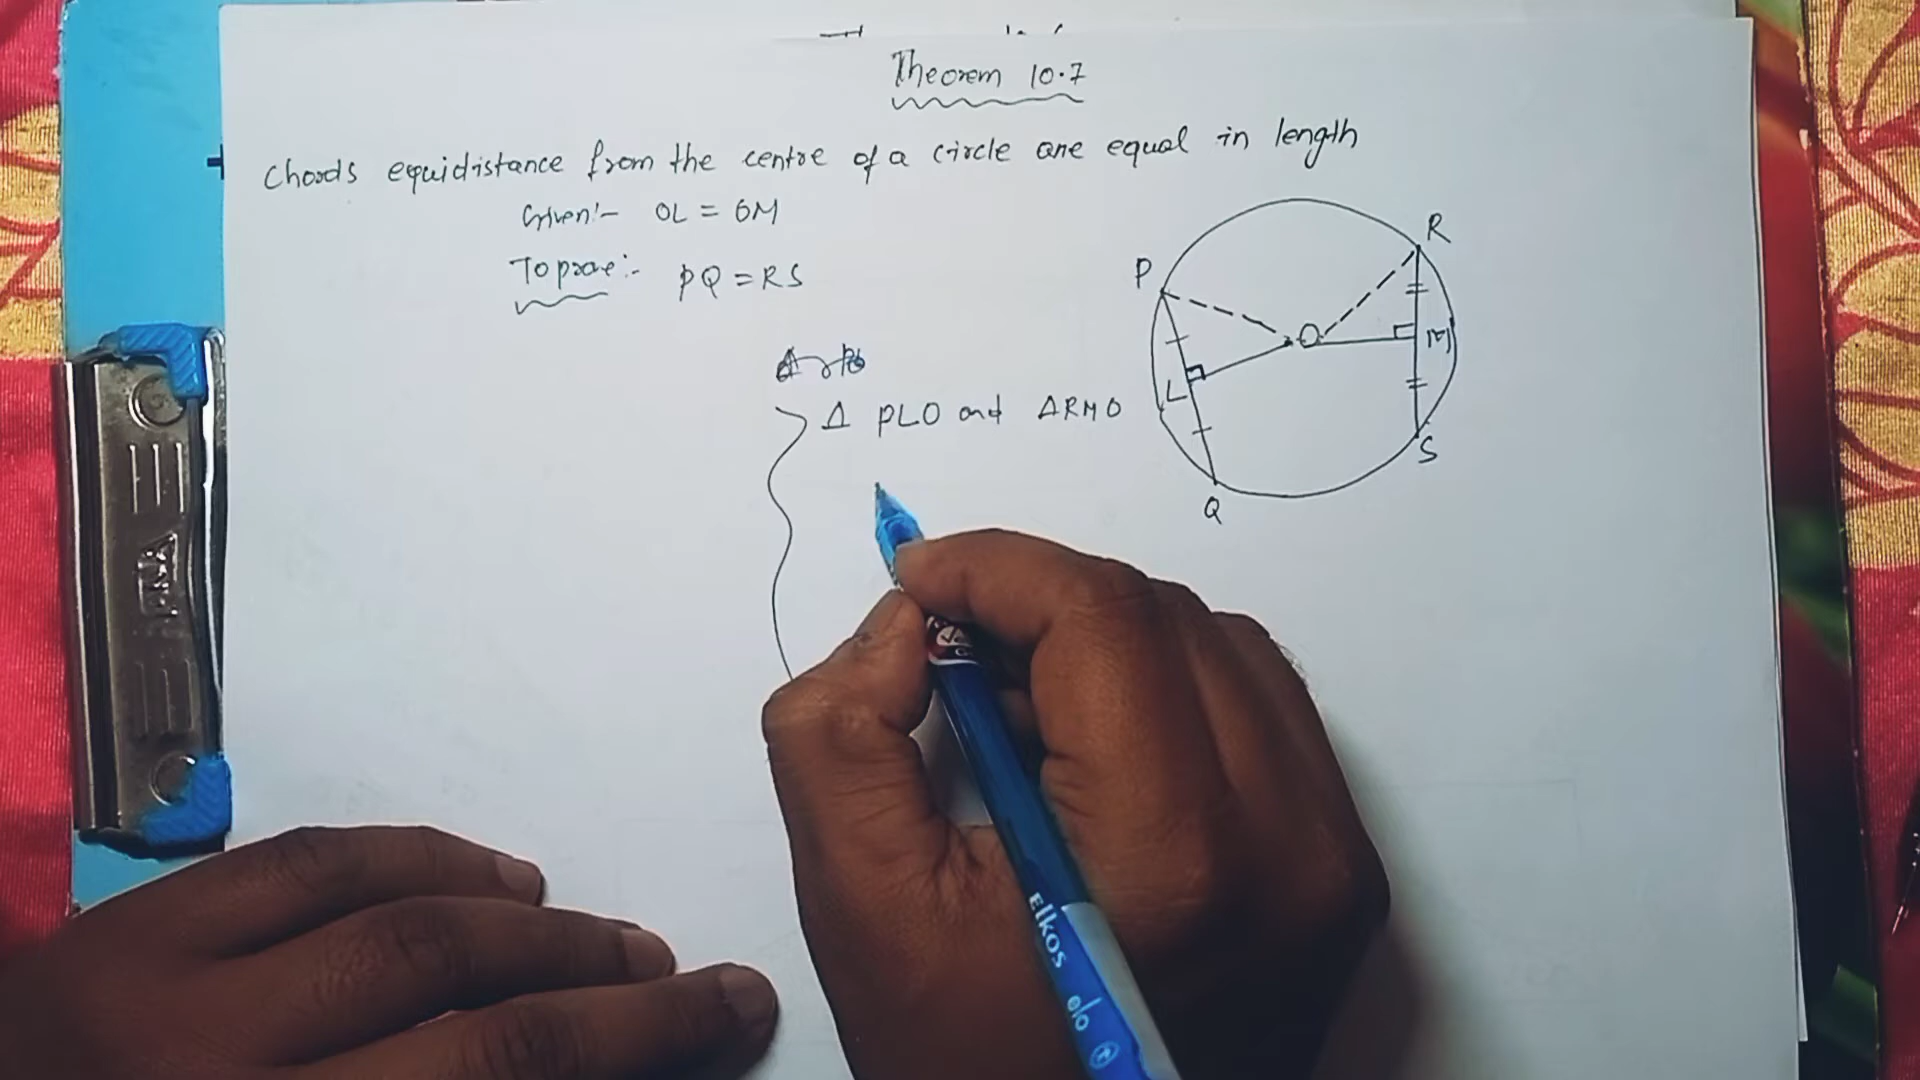 Theorem 10.7
Chords equidistance from the centre of a circle are equal in length
Given:- OL = OM
To prove:- PQ = RS
Δ PLO and ΔRMO
P
R
O
M
L
S
Q
Elkos